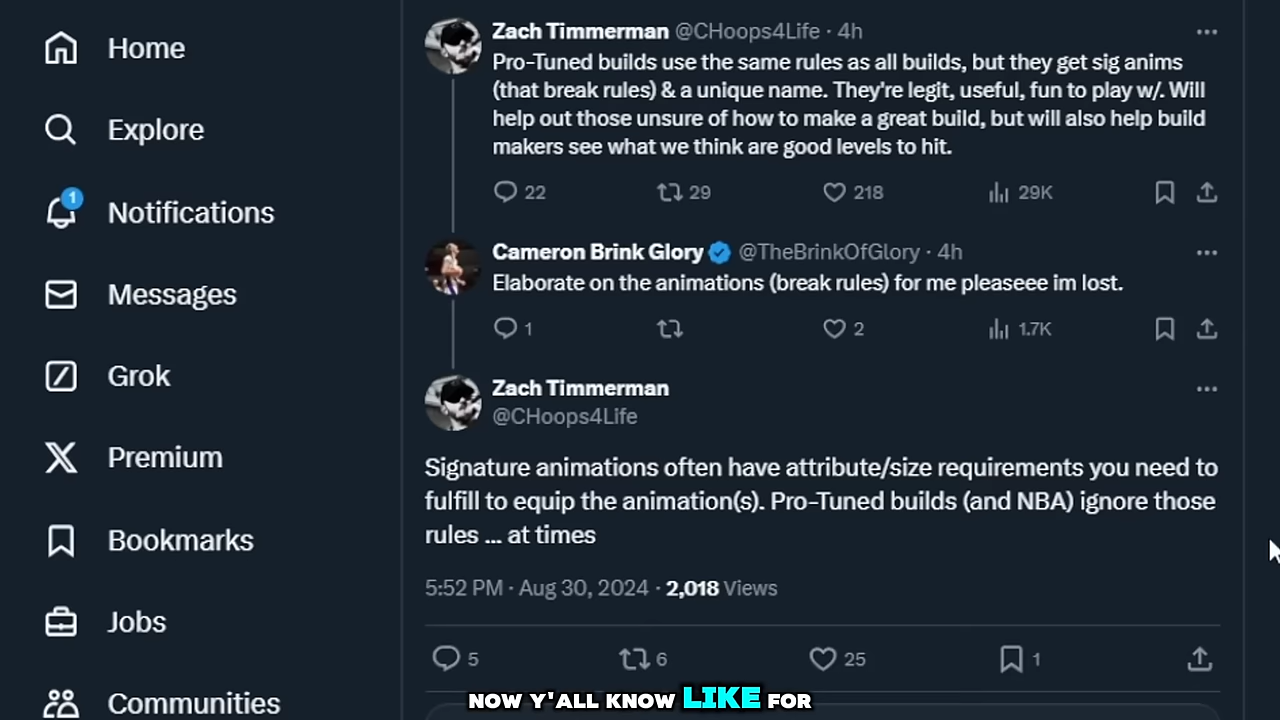 Home
Explore
1
Notifications
Messages
Grok
Premium
Bookmarks
Jobs
Communities
Zach Timmerman @CHoops4Life · 4h
Pro-Tuned builds use the same rules as all builds, but they get sig anims
(that break rules) & a unique name. They're legit, useful, fun to play w/. Will
help out those unsure of how to make a great build, but will also help build
makers see what we think are good levels to hit.
22 29 218 29K
Cameron Brink Glory @TheBrinkOfGlory · 4h
Elaborate on the animations (break rules) for me pleaseee im lost.
1 2 1.7K
Zach Timmerman
@CHoops4Life
Signature animations often have attribute/size requirements you need to
fulfill to equip the animation(s). Pro-Tuned builds (and NBA) ignore those
rules ... at times
5:52 PM · Aug 30, 2024 · 2,018 Views
5 6 25 1
NOW Y'ALL KNOW LIKE FOR